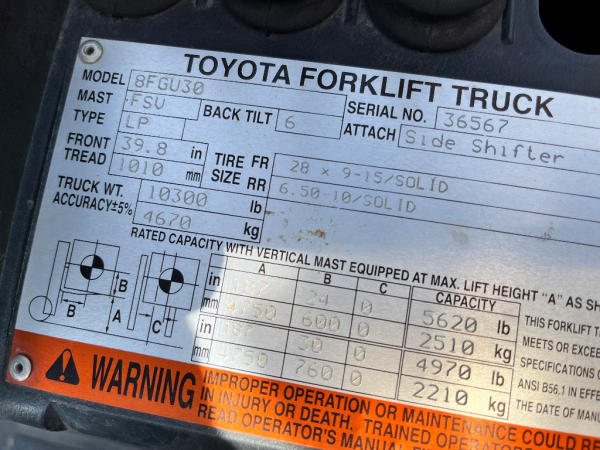 TOYOTA FORKLIFT TRUCK
MODEL 8FGU30 SERIAL NO. 36567
MAST FSV BACK TILT 6 ATTACH Side Shifter
TYPE LP
FRONT TREAD 39.8 in 1010 mm
TIRE SIZE FR 28 x 9-15/SOLID
RR 6.50-10/SOLID
TRUCK WT. 10300 lb
ACCURACY±5% 4670 kg
RATED CAPACITY WITH VERTICAL MAST EQUIPPED AT MAX. LIFT HEIGHT "A" AS SH
A B C CAPACITY
in 187 24 0 5620 lb
mm 4750 600 0 2510 kg
in 187 30 0 4970 lb
mm 4750 760 0 2210 kg
B
B A C
THIS FORKLIFT T
MEETS OR EXCEE
SPECIFICATIONS O
ANSI B56.1 IN EFFE
THE DATE OF MANU
WARNING
IMPROPER OPERATION OR MAINTENANCE COULD R
IN INJURY OR DEATH. TRAINED OPERATOR
READ OPERATOR'S MANUAL